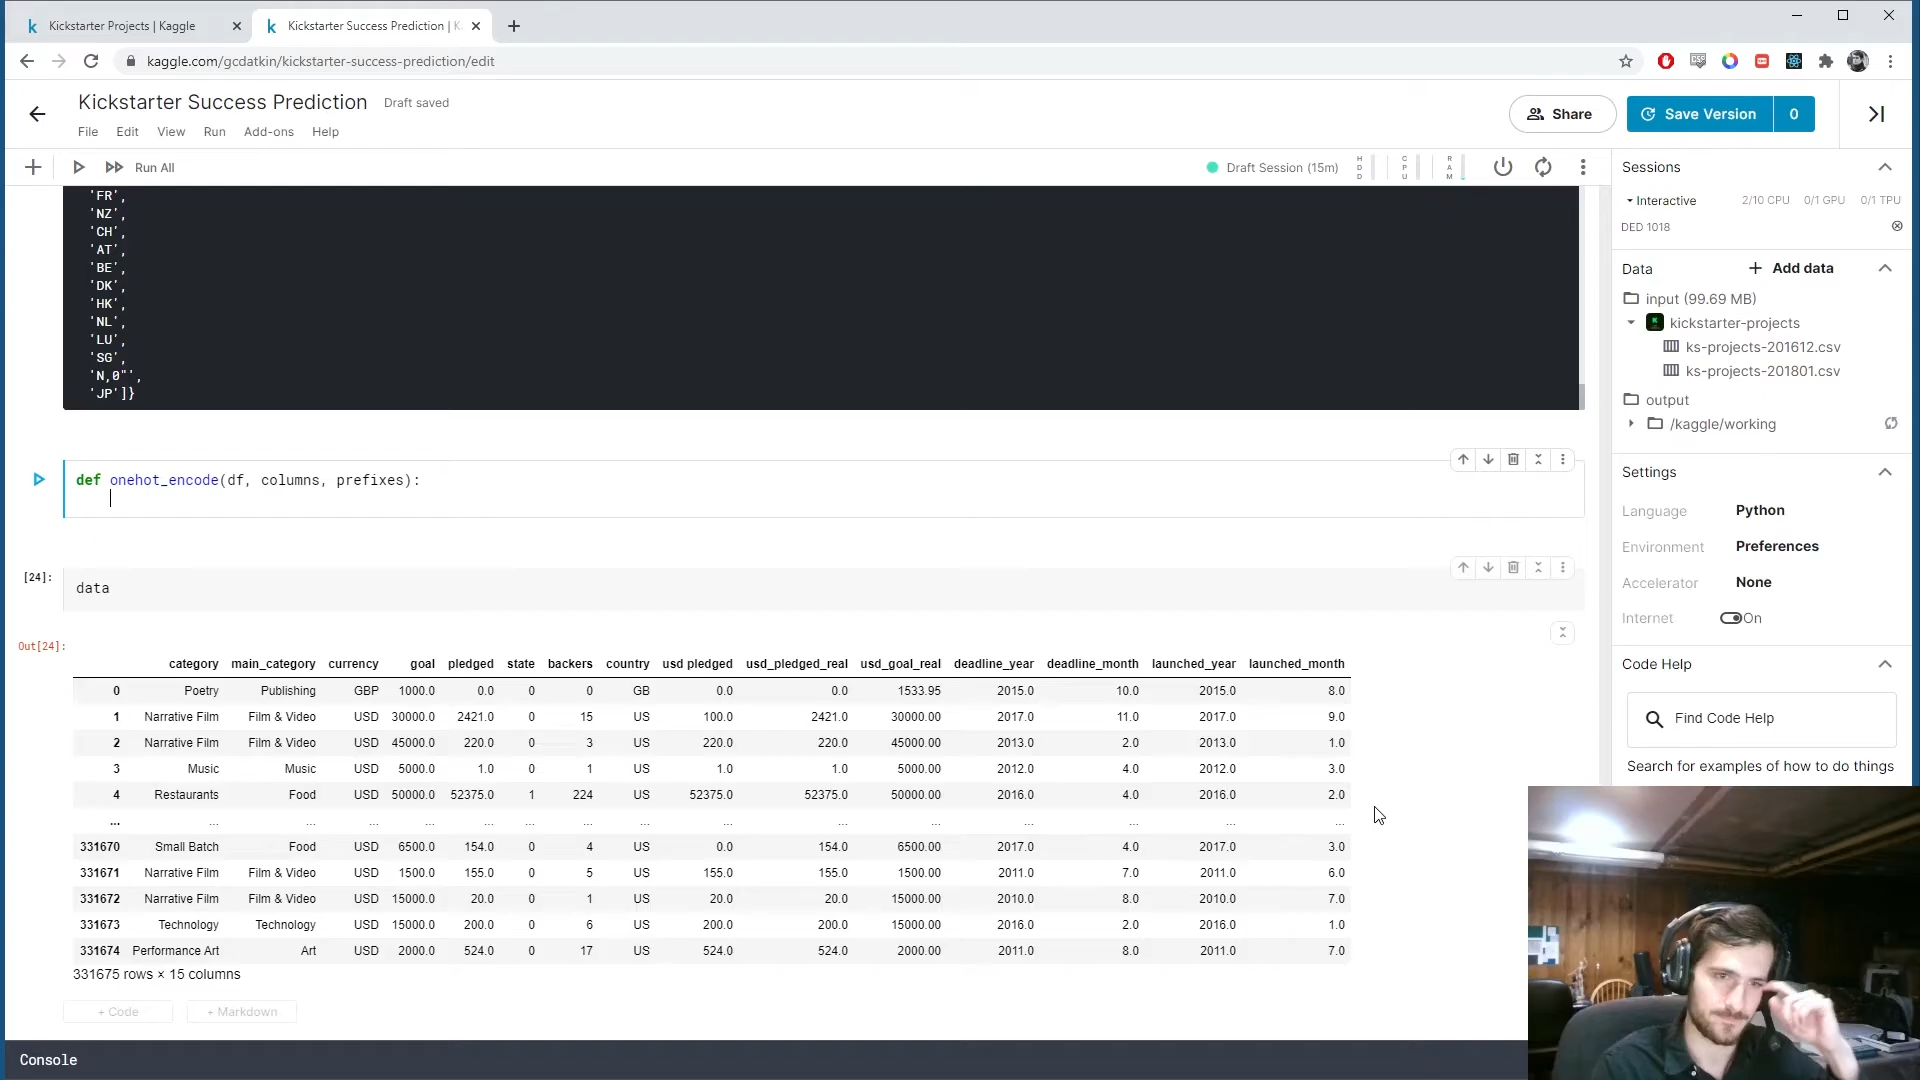 Kickstarter Projects | Kaggle
Kickstarter Success Prediction | K
kaggle.com/gcdatkin/kickstarter-success-prediction/edit
Kickstarter Success Prediction Draft saved
File Edit View Run Add-ons Help
Share
Save Version 0
Run All
Draft Session (15m) HDD CPU RAM
'FR',
'NZ',
'CH',
'AT',
'BE',
'DK',
'HK',
'NL',
'LU',
'SG',
'N,0"',
'JP']}
def onehot_encode(df, columns, prefixes):
[24]:
data
Out[24]:
category main_category currency goal pledged state backers country usd pledged usd_pledged_real usd_goal_real deadline_year deadline_month launched_year launched_month
0 Poetry Publishing GBP 1000.0 0.0 0 0 GB 0.0 0.0 1533.95 2015.0 10.0 2015.0 8.0
1 Narrative Film Film & Video USD 30000.0 2421.0 0 15 US 100.0 2421.0 30000.00 2017.0 11.0 2017.0 9.0
2 Narrative Film Film & Video USD 45000.0 220.0 0 3 US 220.0 220.0 45000.00 2013.0 2.0 2013.0 1.0
3 Music Music USD 5000.0 1.0 0 1 US 1.0 1.0 5000.00 2012.0 4.0 2012.0 3.0
4 Restaurants Food USD 50000.0 52375.0 1 224 US 52375.0 52375.0 50000.00 2016.0 4.0 2016.0 2.0
... ... ... ... ... ... ... ... ... ... ... ... ... ... ... ...
331670 Small Batch Food USD 6500.0 154.0 0 4 US 0.0 154.0 6500.00 2017.0 4.0 2017.0 3.0
331671 Narrative Film Film & Video USD 1500.0 155.0 0 5 US 155.0 155.0 1500.00 2011.0 7.0 2011.0 6.0
331672 Narrative Film Film & Video USD 15000.0 20.0 0 1 US 20.0 20.0 15000.00 2010.0 8.0 2010.0 7.0
331673 Technology Technology USD 15000.0 200.0 0 6 US 200.0 200.0 15000.00 2016.0 2.0 2016.0 1.0
331674 Performance Art Art USD 2000.0 524.0 0 17 US 524.0 524.0 2000.00 2011.0 8.0 2011.0 7.0
331675 rows × 15 columns
+ Code + Markdown
Console
Sessions
Interactive 2/10 CPU 0/1 GPU 0/1 TPU
DED 1018
Data + Add data
input (99.69 MB)
kickstarter-projects
ks-projects-201612.csv
ks-projects-201801.csv
output
/kaggle/working
Settings
Language Python
Environment Preferences
Accelerator None
Internet On
Code Help
Find Code Help
Search for examples of how to do things